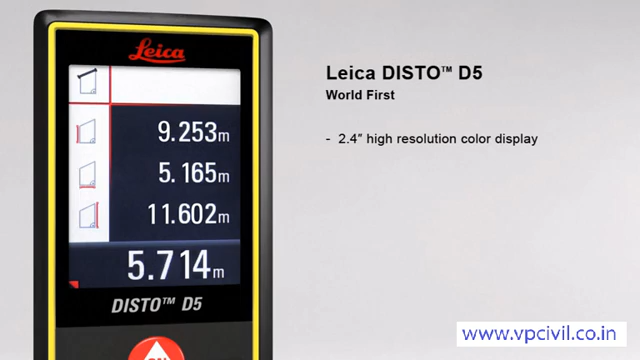 Leica
9.253m
5.165m
11.602m
5.714m
DISTO™ D5
Leica DISTO™ D5
World First
- 2.4″ high resolution color display
www.vpcivil.co.in